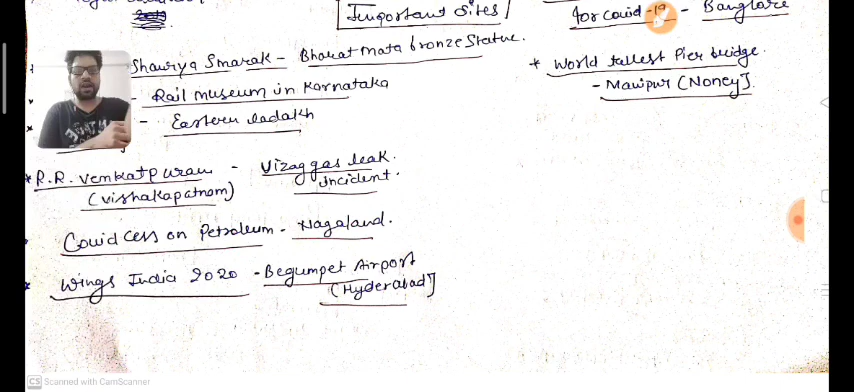 Important Sites
for covid-19 - Banglore
Shaurya Smarak - Bharat Mata bronze Statue.
* World tallest Pier bridge.
- Manipur (Noney).
- Rail museum in Karnataka
- Eastern Ladakh
* R.R. Venkatpuram - Vizag gas leak incident.
(Vishakapatnam)
Covid cess on Petroleum - Nagaland.
* Wings India 2020 - Begumpet Airport
(Hyderabad)
CS Scanned with CamScanner